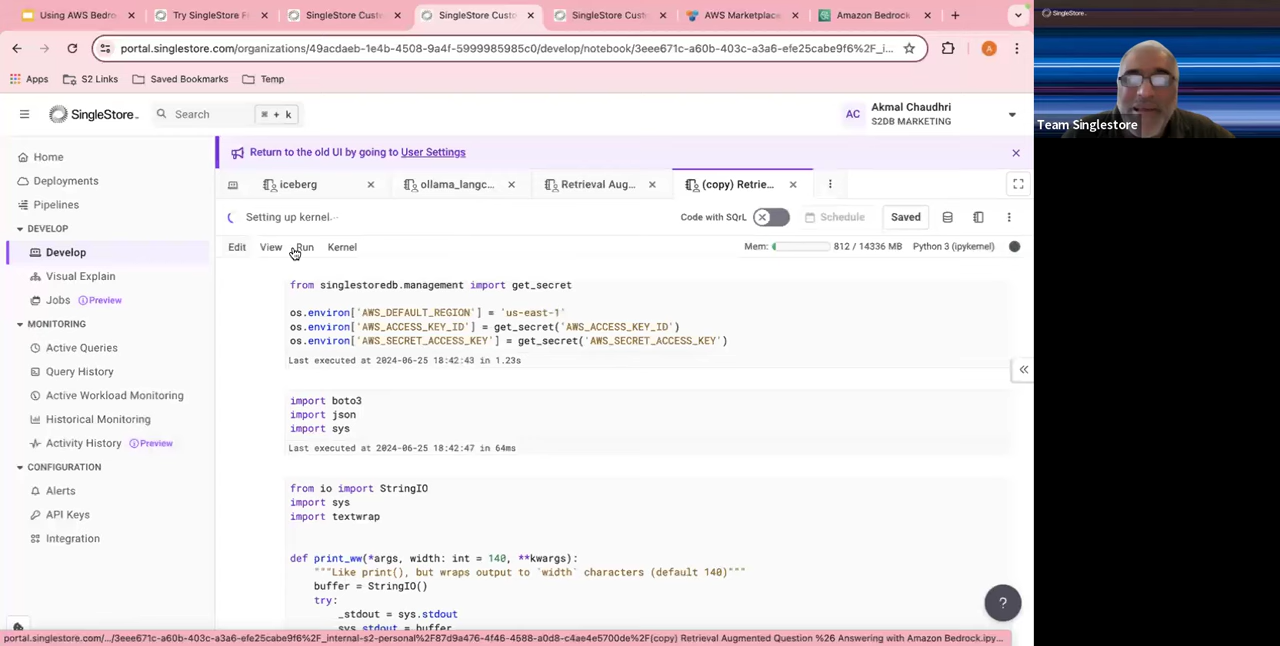 Using AWS Bedro
Try SingleStore F
SingleStore Custo
SingleStore Custo
SingleStore Cust
AWS Marketplace
Amazon Bedrock
portal.singlestore.com/organizations/49acdaeb-1e4b-4508-9a4f-5999985985c0/develop/notebook/3eee671c-a60b-403c-a3a6-efe25cabe9f6%2F_i...
A
Apps
S2 Links
Saved Bookmarks
Temp
SingleStore
Search
⌘ + k
AC
Akmal Chaudhri
S2DB MARKETING
SingleStore
Team Singlestore
Home
Deployments
Pipelines
DEVELOP
Develop
Visual Explain
Jobs
Preview
MONITORING
Active Queries
Query History
Active Workload Monitoring
Historical Monitoring
Activity History
Preview
CONFIGURATION
Alerts
API Keys
Integration
Return to the old UI by going to User Settings
iceberg
ollama_langc...
Retrieval Aug...
(copy) Retrie...
Setting up kernel...
Code with SQrL
Schedule
Saved
Edit
View
Run
Kernel
Mem:
812 / 14336 MB
Python 3 (ipykernel)
from singlestoredb.management import get_secret
os.environ['AWS_DEFAULT_REGION'] = 'us-east-1'
os.environ['AWS_ACCESS_KEY_ID'] = get_secret('AWS_ACCESS_KEY_ID')
os.environ['AWS_SECRET_ACCESS_KEY'] = get_secret('AWS_SECRET_ACCESS_KEY')
Last executed at 2024-06-25 18:42:43 in 1.23s
import boto3
import json
import sys
Last executed at 2024-06-25 18:42:47 in 64ms
from io import StringIO
import sys
import textwrap
def print_ww(*args, width: int = 140, **kwargs):
"""Like print(), but wraps output to `width` characters (default 140)"""
buffer = StringIO()
try:
_stdout = sys.stdout
sys.stdout = buffer
?
portal.singlestore.com/.../3eee671c-a60b-403c-a3a6-efe25cabe9f6%2F_internal-s2-personal%2F87d9a476-4f46-4588-a0d8-c4ae4e5700de%2F(copy) Retrieval Augmented Question %26 Answering with Amazon Bedrock.ipy...